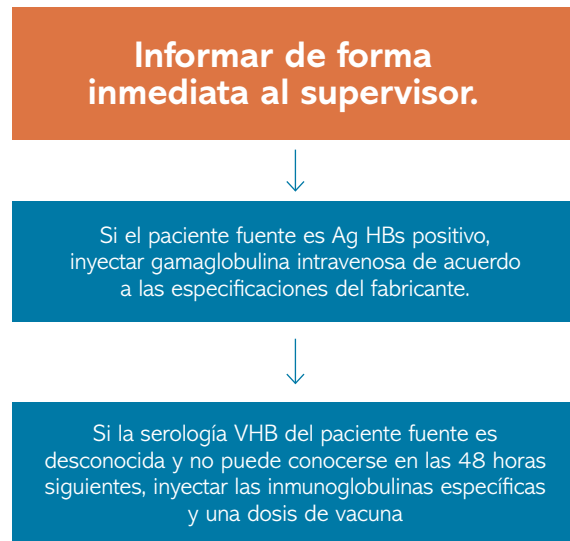 Informar de forma
inmediata al supervisor.
Si el paciente fuente es Ag HBs positivo,
inyectar gamaglobulina intravenosa de acuerdo
a las especificaciones del fabricante.
Si la serología VHB del paciente fuente es
desconocida y no puede conocerse en las 48 horas
siguientes, inyectar las inmunoglobulinas específicas
y una dosis de vacuna